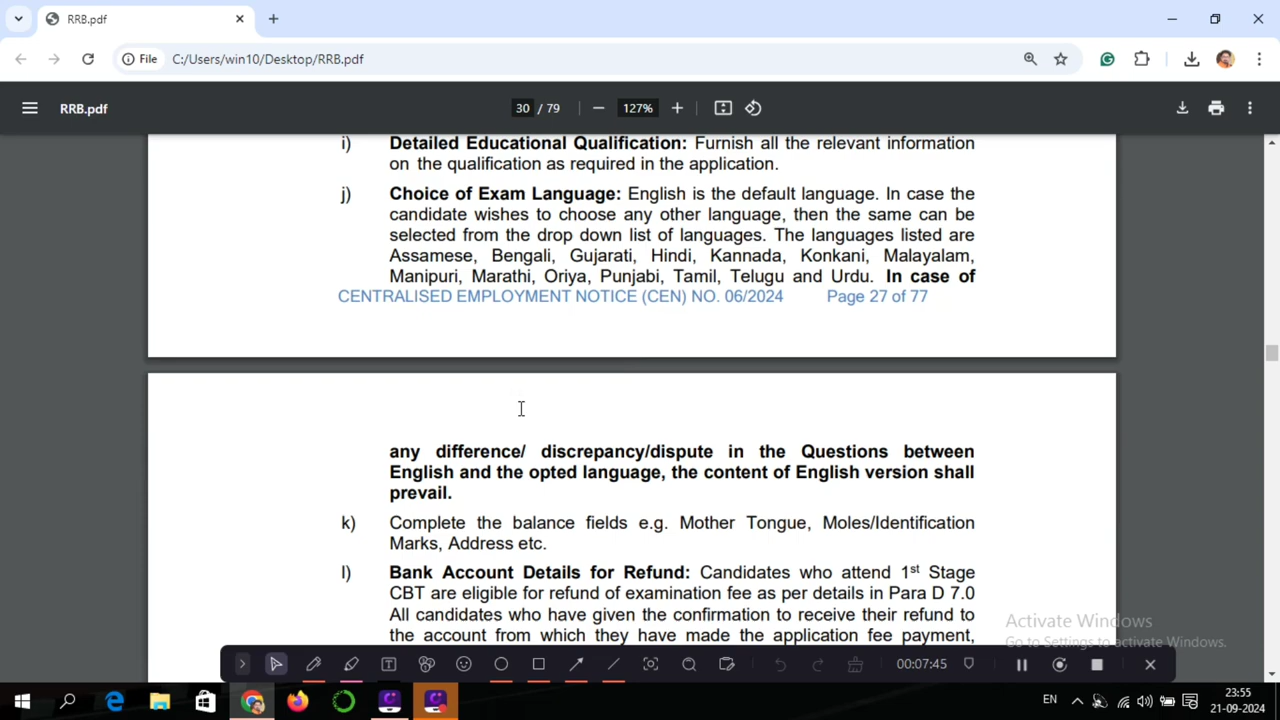 RRB.pdf
File C:/Users/win10/Desktop/RRB.pdf
RRB.pdf 30 / 79 127%
i) Detailed Educational Qualification: Furnish all the relevant information
on the qualification as required in the application.
j) Choice of Exam Language: English is the default language. In case the
candidate wishes to choose any other language, then the same can be
selected from the drop down list of languages. The languages listed are
Assamese, Bengali, Gujarati, Hindi, Kannada, Konkani, Malayalam,
Manipuri, Marathi, Oriya, Punjabi, Tamil, Telugu and Urdu. In case of
CENTRALISED EMPLOYMENT NOTICE (CEN) NO. 06/2024 Page 27 of 77
any difference/ discrepancy/dispute in the Questions between
English and the opted language, the content of English version shall
prevail.
k) Complete the balance fields e.g. Mother Tongue, Moles/Identification
Marks, Address etc.
l) Bank Account Details for Refund: Candidates who attend 1st Stage
CBT are eligible for refund of examination fee as per details in Para D 7.0
All candidates who have given the confirmation to receive their refund to
the account from which they have made the application fee payment,
Activate Windows
Go to Settings to activate Windows.
00:07:45
EN
23:55
21-09-2024